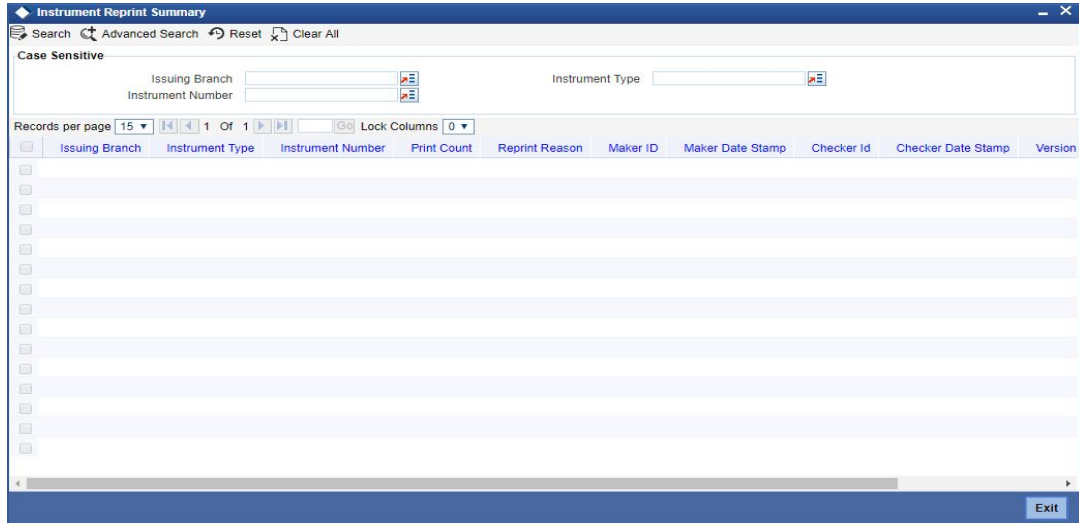 Instrument Reprint Summary
Search Advanced Search Reset Clear All
Case Sensitive
Issuing Branch Instrument Type
Instrument Number
Records per page 15 1 Of 1 Go Lock Columns 0
Issuing Branch Instrument Type Instrument Number Print Count Reprint Reason Maker ID Maker Date Stamp Checker Id Checker Date Stamp Version
Exit